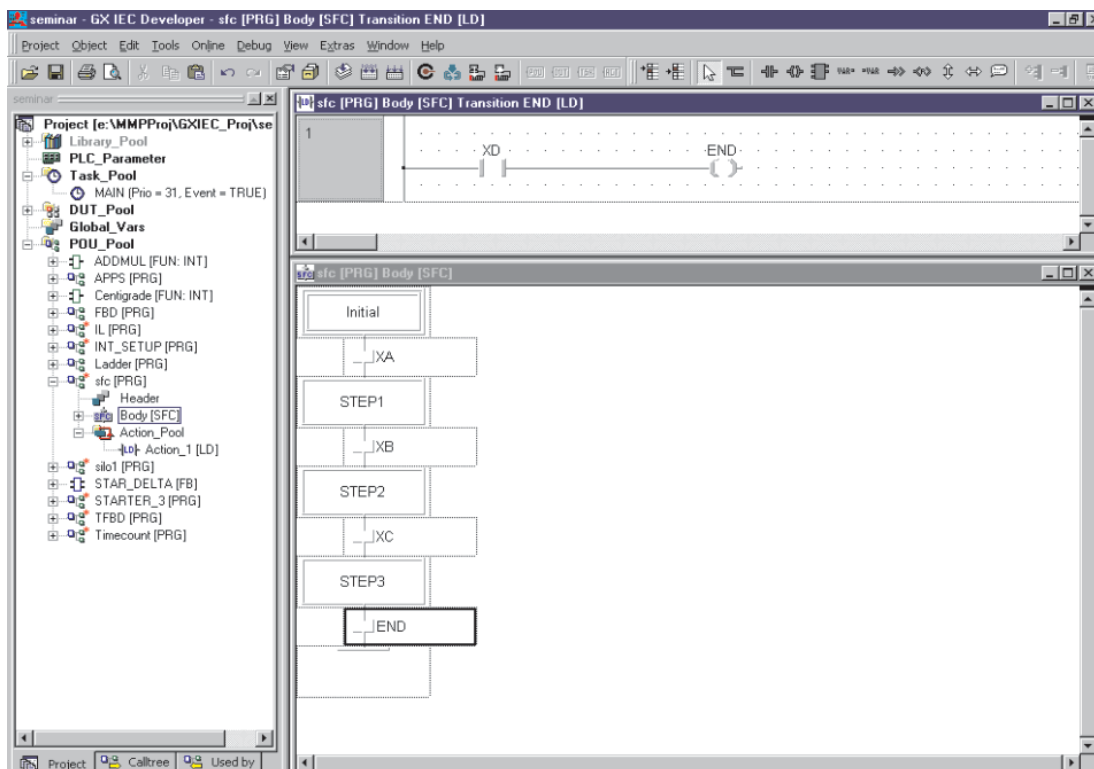 seminar - GX IEC Developer - sfc [PRG] Body [SFC] Transition END [LD]
Project Object Edit Tools Online Debug View Extras Window Help
seminar
Project [e:\MMPProj\GXIEC_Proj\se
Library_Pool
PLC_Parameter
Task_Pool
MAIN (Prio = 31, Event = TRUE)
DUT_Pool
Global_Vars
POU_Pool
ADDMUL [FUN: INT]
APPS [PRG]
Centigrade [FUN: INT]
FBD [PRG]
IL [PRG]
INT_SETUP [PRG]
Ladder [PRG]
sfc [PRG]
Header
Body [SFC]
Action_Pool
Action_1 [LD]
silo1 [PRG]
STAR_DELTA [FB]
STARTER_3 [PRG]
TFBD [PRG]
Timecount [PRG]
Project Calltree Used by
sfc [PRG] Body [SFC] Transition END [LD]
1
XD END
sfc [PRG] Body [SFC]
Initial
XA
STEP1
XB
STEP2
XC
STEP3
END